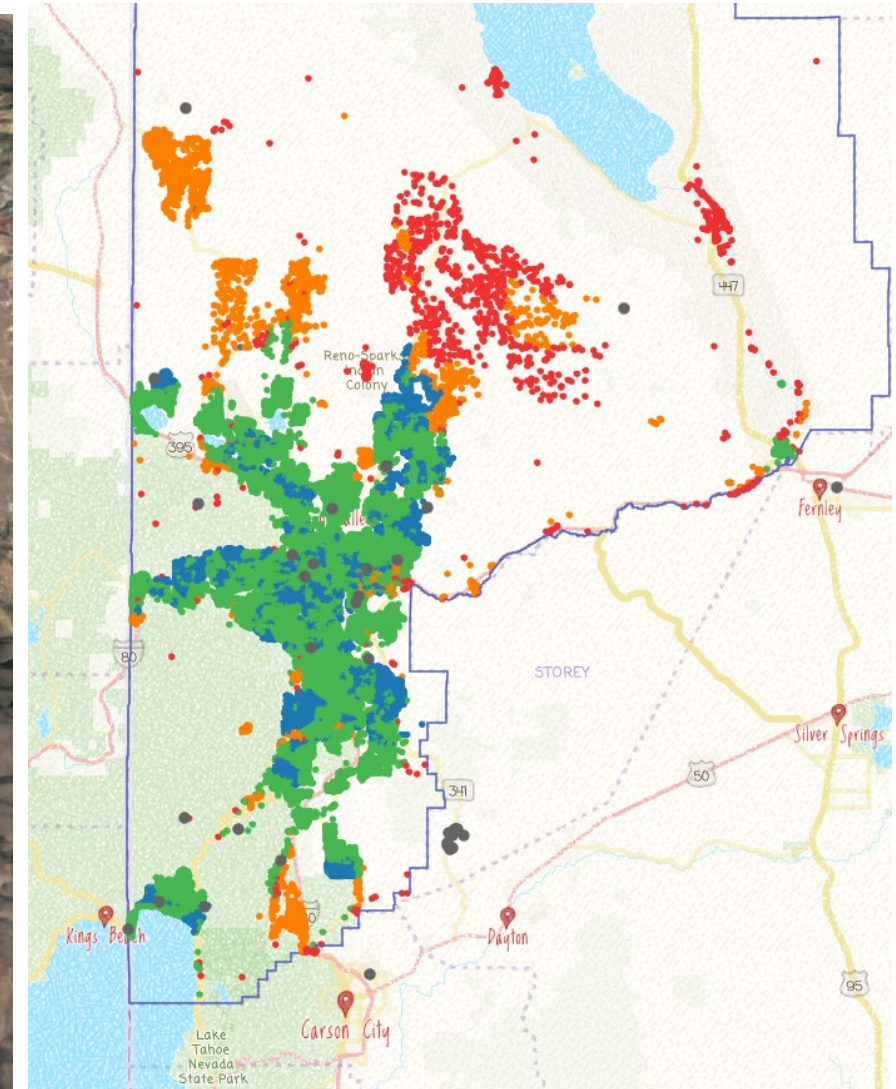 447
Reno-Spark
Indian
Colony
395
Fernley
80
STOREY
Silver Springs
50
341
Kings Beach
Dayton
95
Carson City
Lake
Tahoe
Nevada
State Park